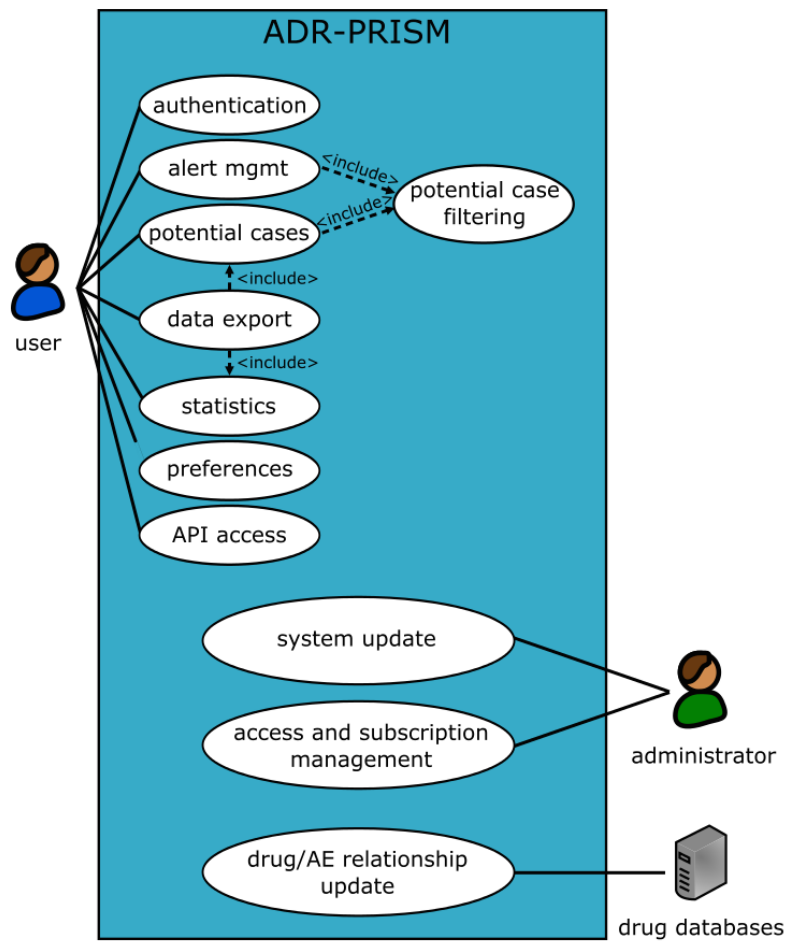 ADR-PRISM
authentication
alert mgmt
<include>
potential case
filtering
potential cases
<include>
<include>
data export
<include>
statistics
preferences
API access
user
system update
access and subscription
management
administrator
drug/AE relationship
update
drug databases